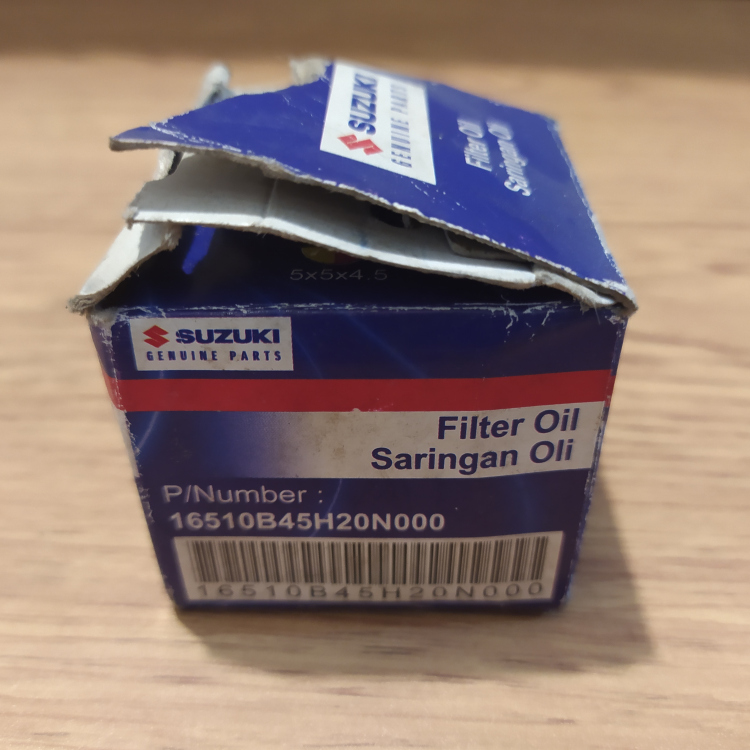 SUZUKI
GENUINE PARTS
Filter Oil
Saringan Oli
5x5x4.5
SUZUKI
GENUINE PARTS
Filter Oil
Saringan Oli
P/Number :
16510B45H20N000
16510B45H20N000